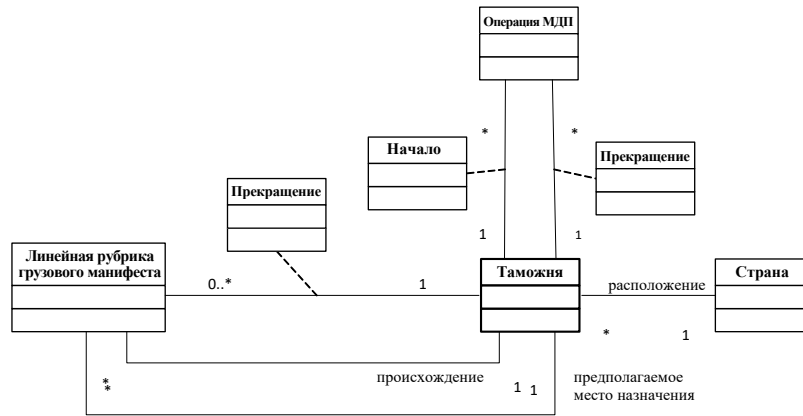 Операция МДП
*
*
Начало
Прекращение
Прекращение
1
1
Линейная рубрика
грузового манифеста
Таможня
Страна
0..*
1
расположение
*
1
*
*
происхождение
1
1
предполагаемое
место назначения